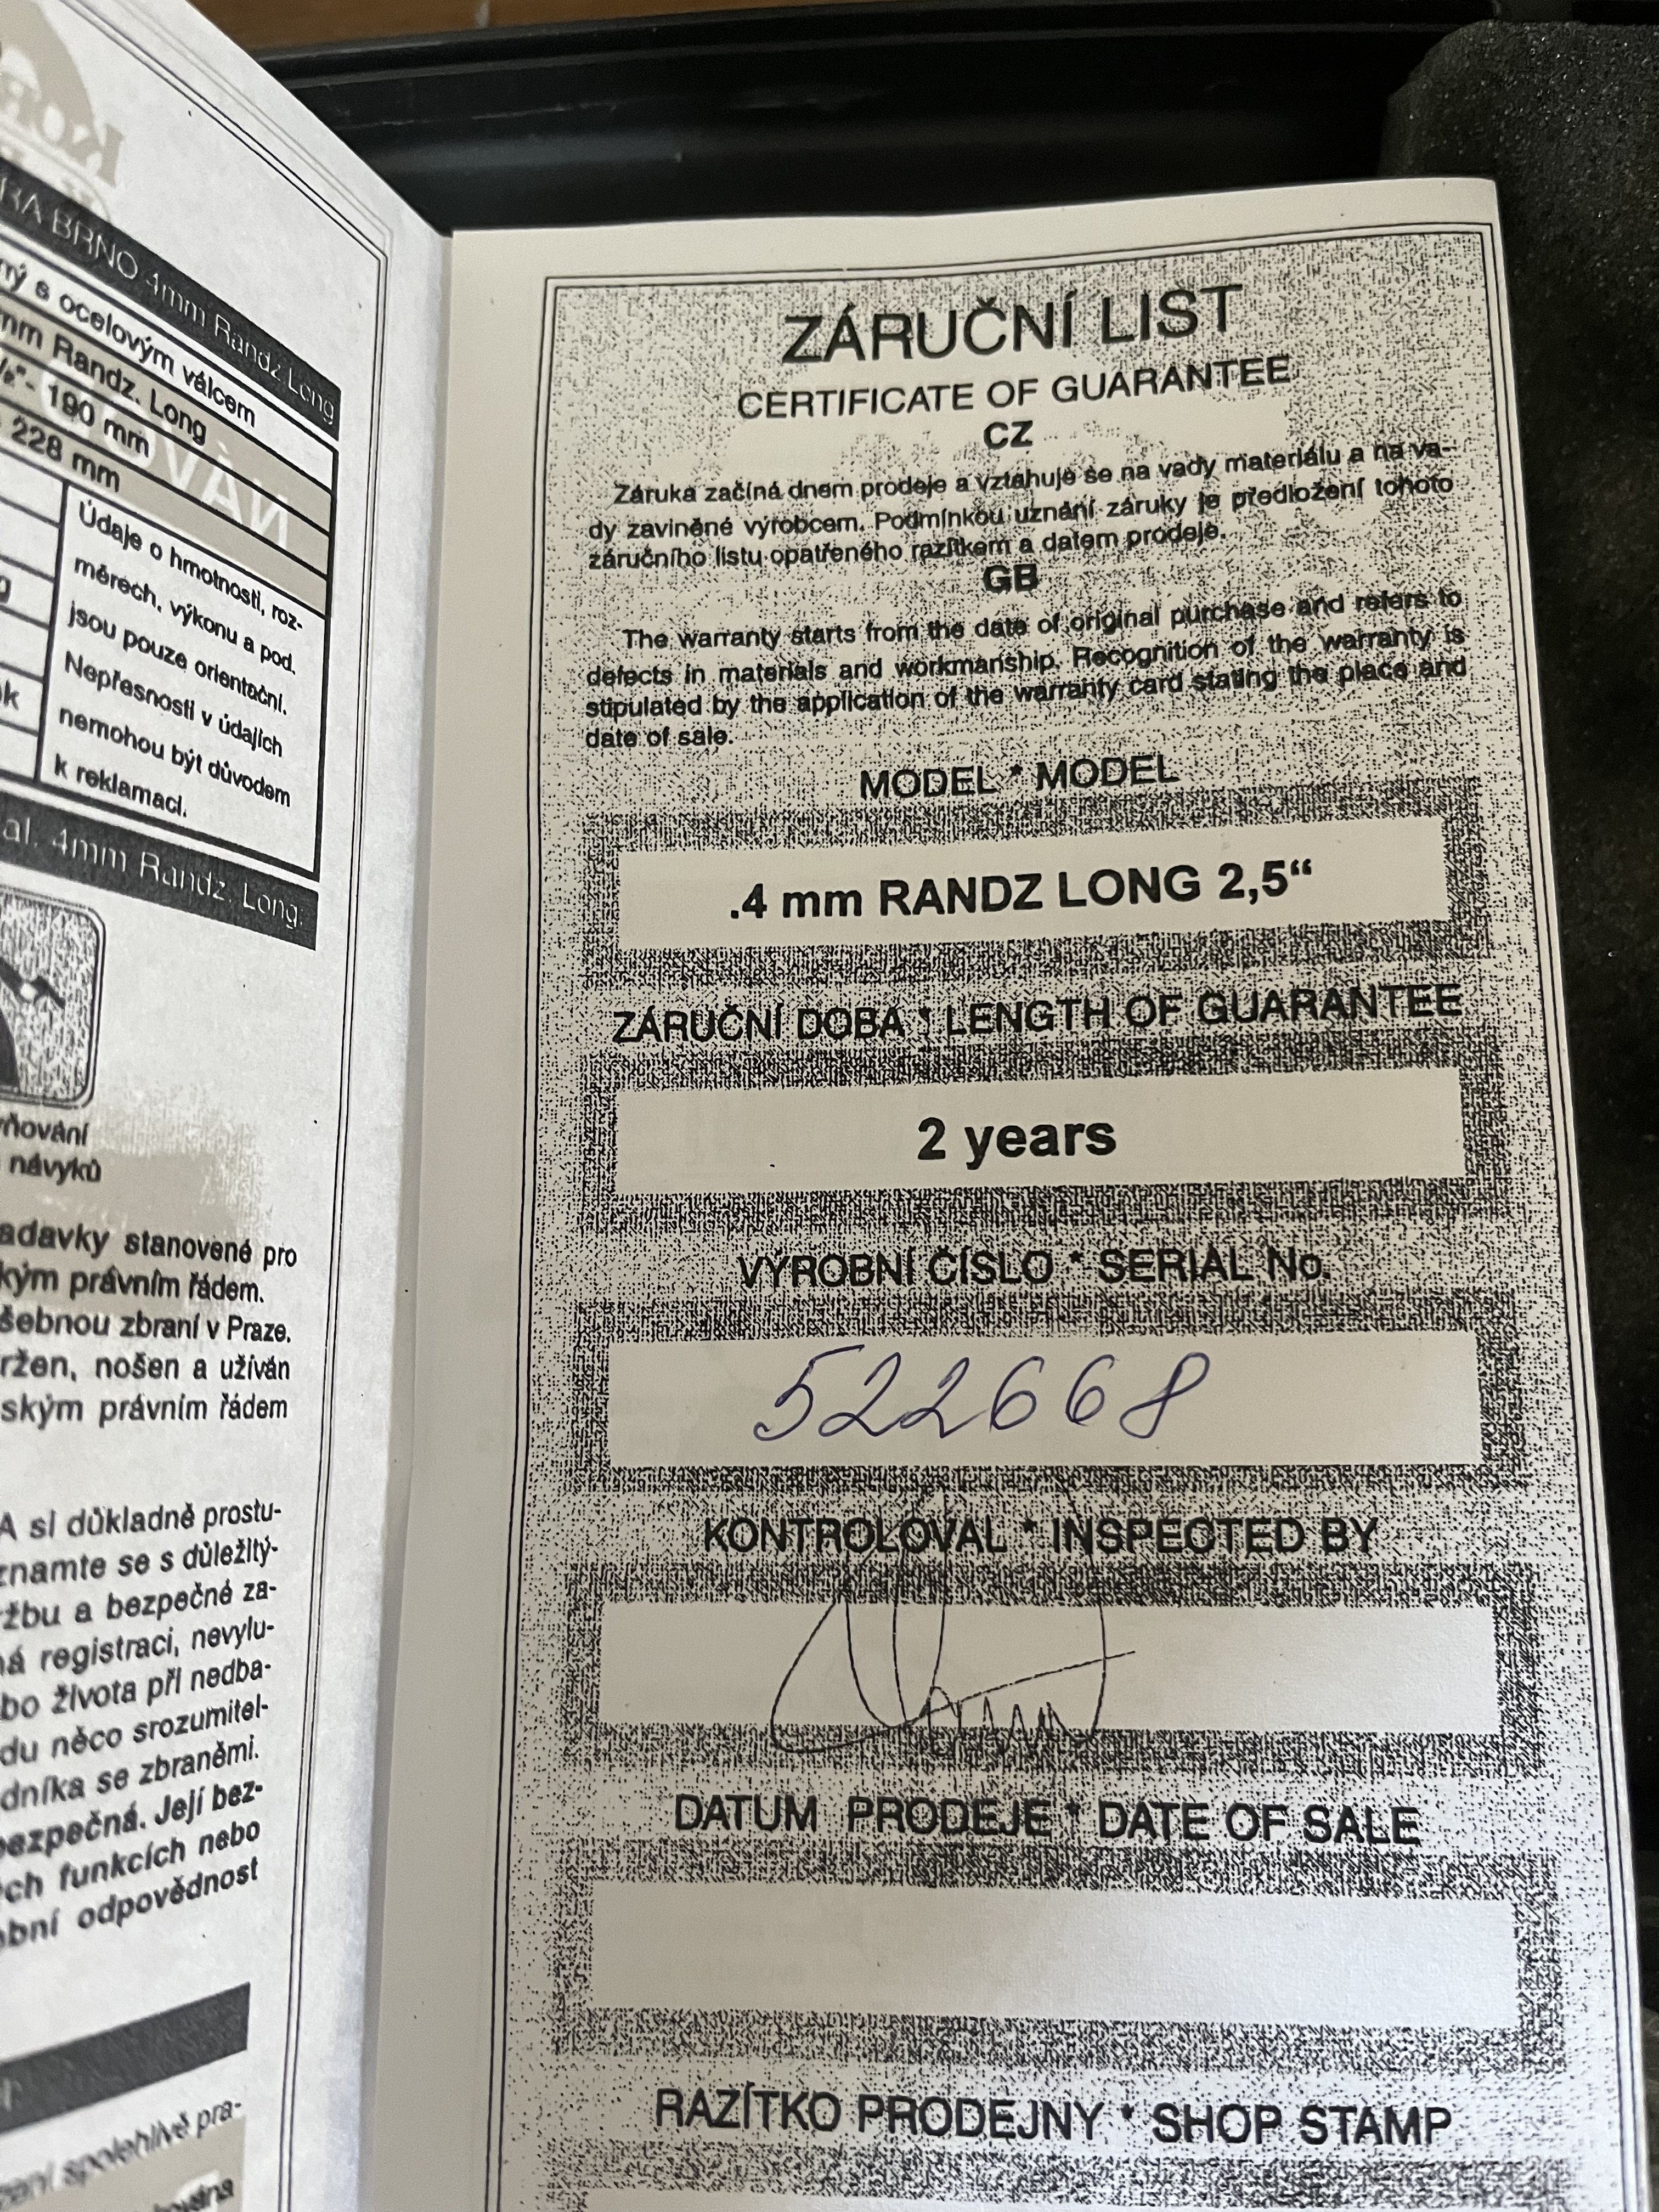 RA BRNO 4mm Randz Long
ný s ocelovým válcem
mm Randz. Long
190 mm
228 mm
Údaje o hmotnosti, roz-
měrech, výkonu a pod.
jsou pouze orientační.
Nepřesnosti v údajích
nemohou být důvodem
k reklamaci.
al. 4mm Randz. Long:
ňování
návyků
adavky stanovené pro
kým právním řádem.
šebnou zbraní v Praze.
ržen, nošen a užíván
ským právním řádem
A si důkladně prostu-
znamte se s důležitý-
žbu a bezpečné za-
ná registraci, nevylu-
bo života při nedba-
du něco srozumitel-
dníka se zbraněmi.
bezpečná. Její bez-
ch funkcích nebo
obní odpovědnost
spolehlivě pra-
ZÁRUČNÍ LIST
CERTIFICATE OF GUARANTEE
CZ
Záruka začíná dnem prodeje a vztahuje se na vady materiálu a na va-
dy zaviněné výrobcem. Podmínkou uznání záruky je předložení tohoto
záručního listu opatřeného razítkem a datem prodeje.
GB
The warranty starts from the date of original purchase and refers to
defects in materials and workmanship. Recognition of the warranty is
stipulated by the application of the warranty card stating the place and
date of sale.
MODEL * MODEL
.4 mm RANDZ LONG 2,5“
ZÁRUČNÍ DOBA * LENGTH OF GUARANTEE
2 years
VÝROBNÍ ČÍSLO * SERIAL No.
522668
KONTROLOVAL * INSPECTED BY
DATUM PRODEJE * DATE OF SALE
RAZÍTKO PRODEJNY * SHOP STAMP